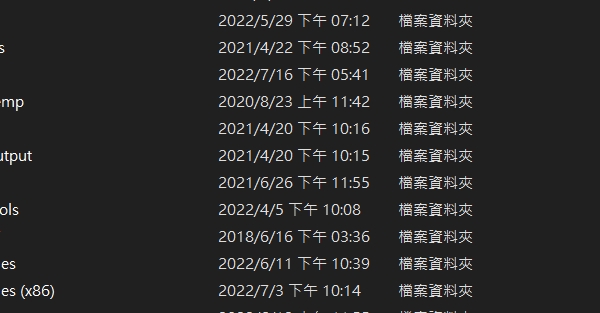 2022/5/29 下午 07:12 檔案資料夾
s 2021/4/22 下午 08:52 檔案資料夾
2022/7/16 下午 05:41 檔案資料夾
emp 2020/8/23 上午 11:42 檔案資料夾
2021/4/20 下午 10:16 檔案資料夾
utput 2021/4/20 下午 10:15 檔案資料夾
2021/6/26 下午 11:55 檔案資料夾
ols 2022/4/5 下午 10:08 檔案資料夾
2018/6/16 下午 03:36 檔案資料夾
es 2022/6/11 下午 10:39 檔案資料夾
es (x86) 2022/7/3 下午 10:14 檔案資料夾